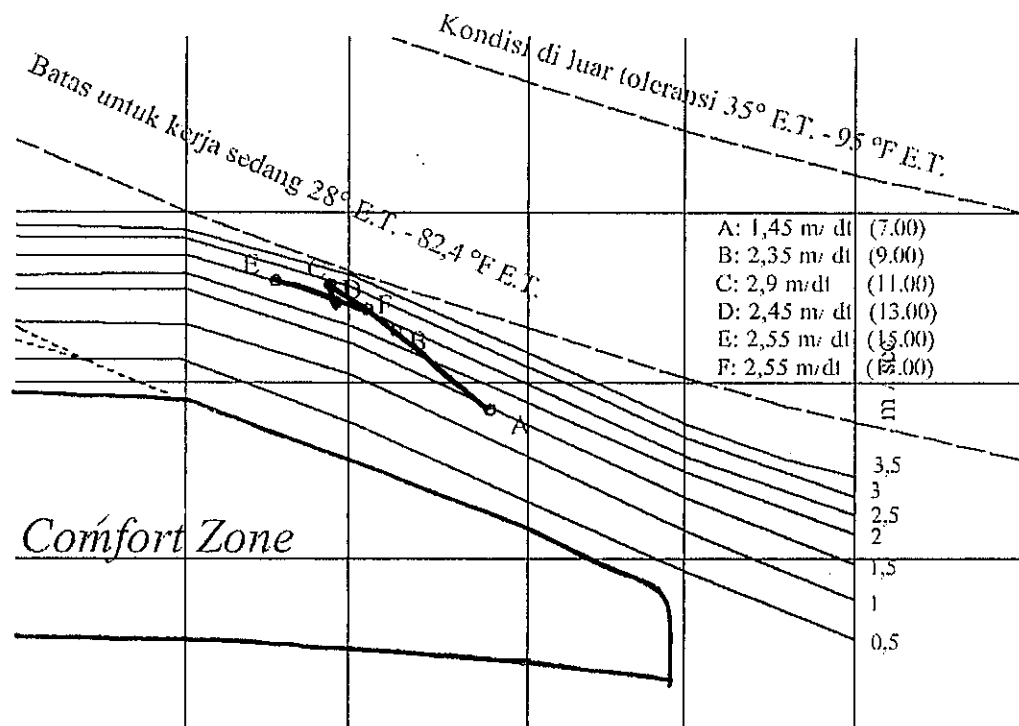 Kondisi di luar toleransi 35° E.T. - 95 °F E.T.
Batas untuk kerja sedang 28° E.T. - 82,4 °F E.T.
A: 1,45 m/ dt (7.00)
B: 2,35 m/ dt (9.00)
C: 2,9 m/dt (11.00)
D: 2,45 m/ dt (13.00)
E: 2,55 m/ dt (15.00)
F: 2,55 m/dt
E
C
D
F
B
A
m / sec
3,5
3
2,5
2
1,5
1
0,5
Comfort Zone